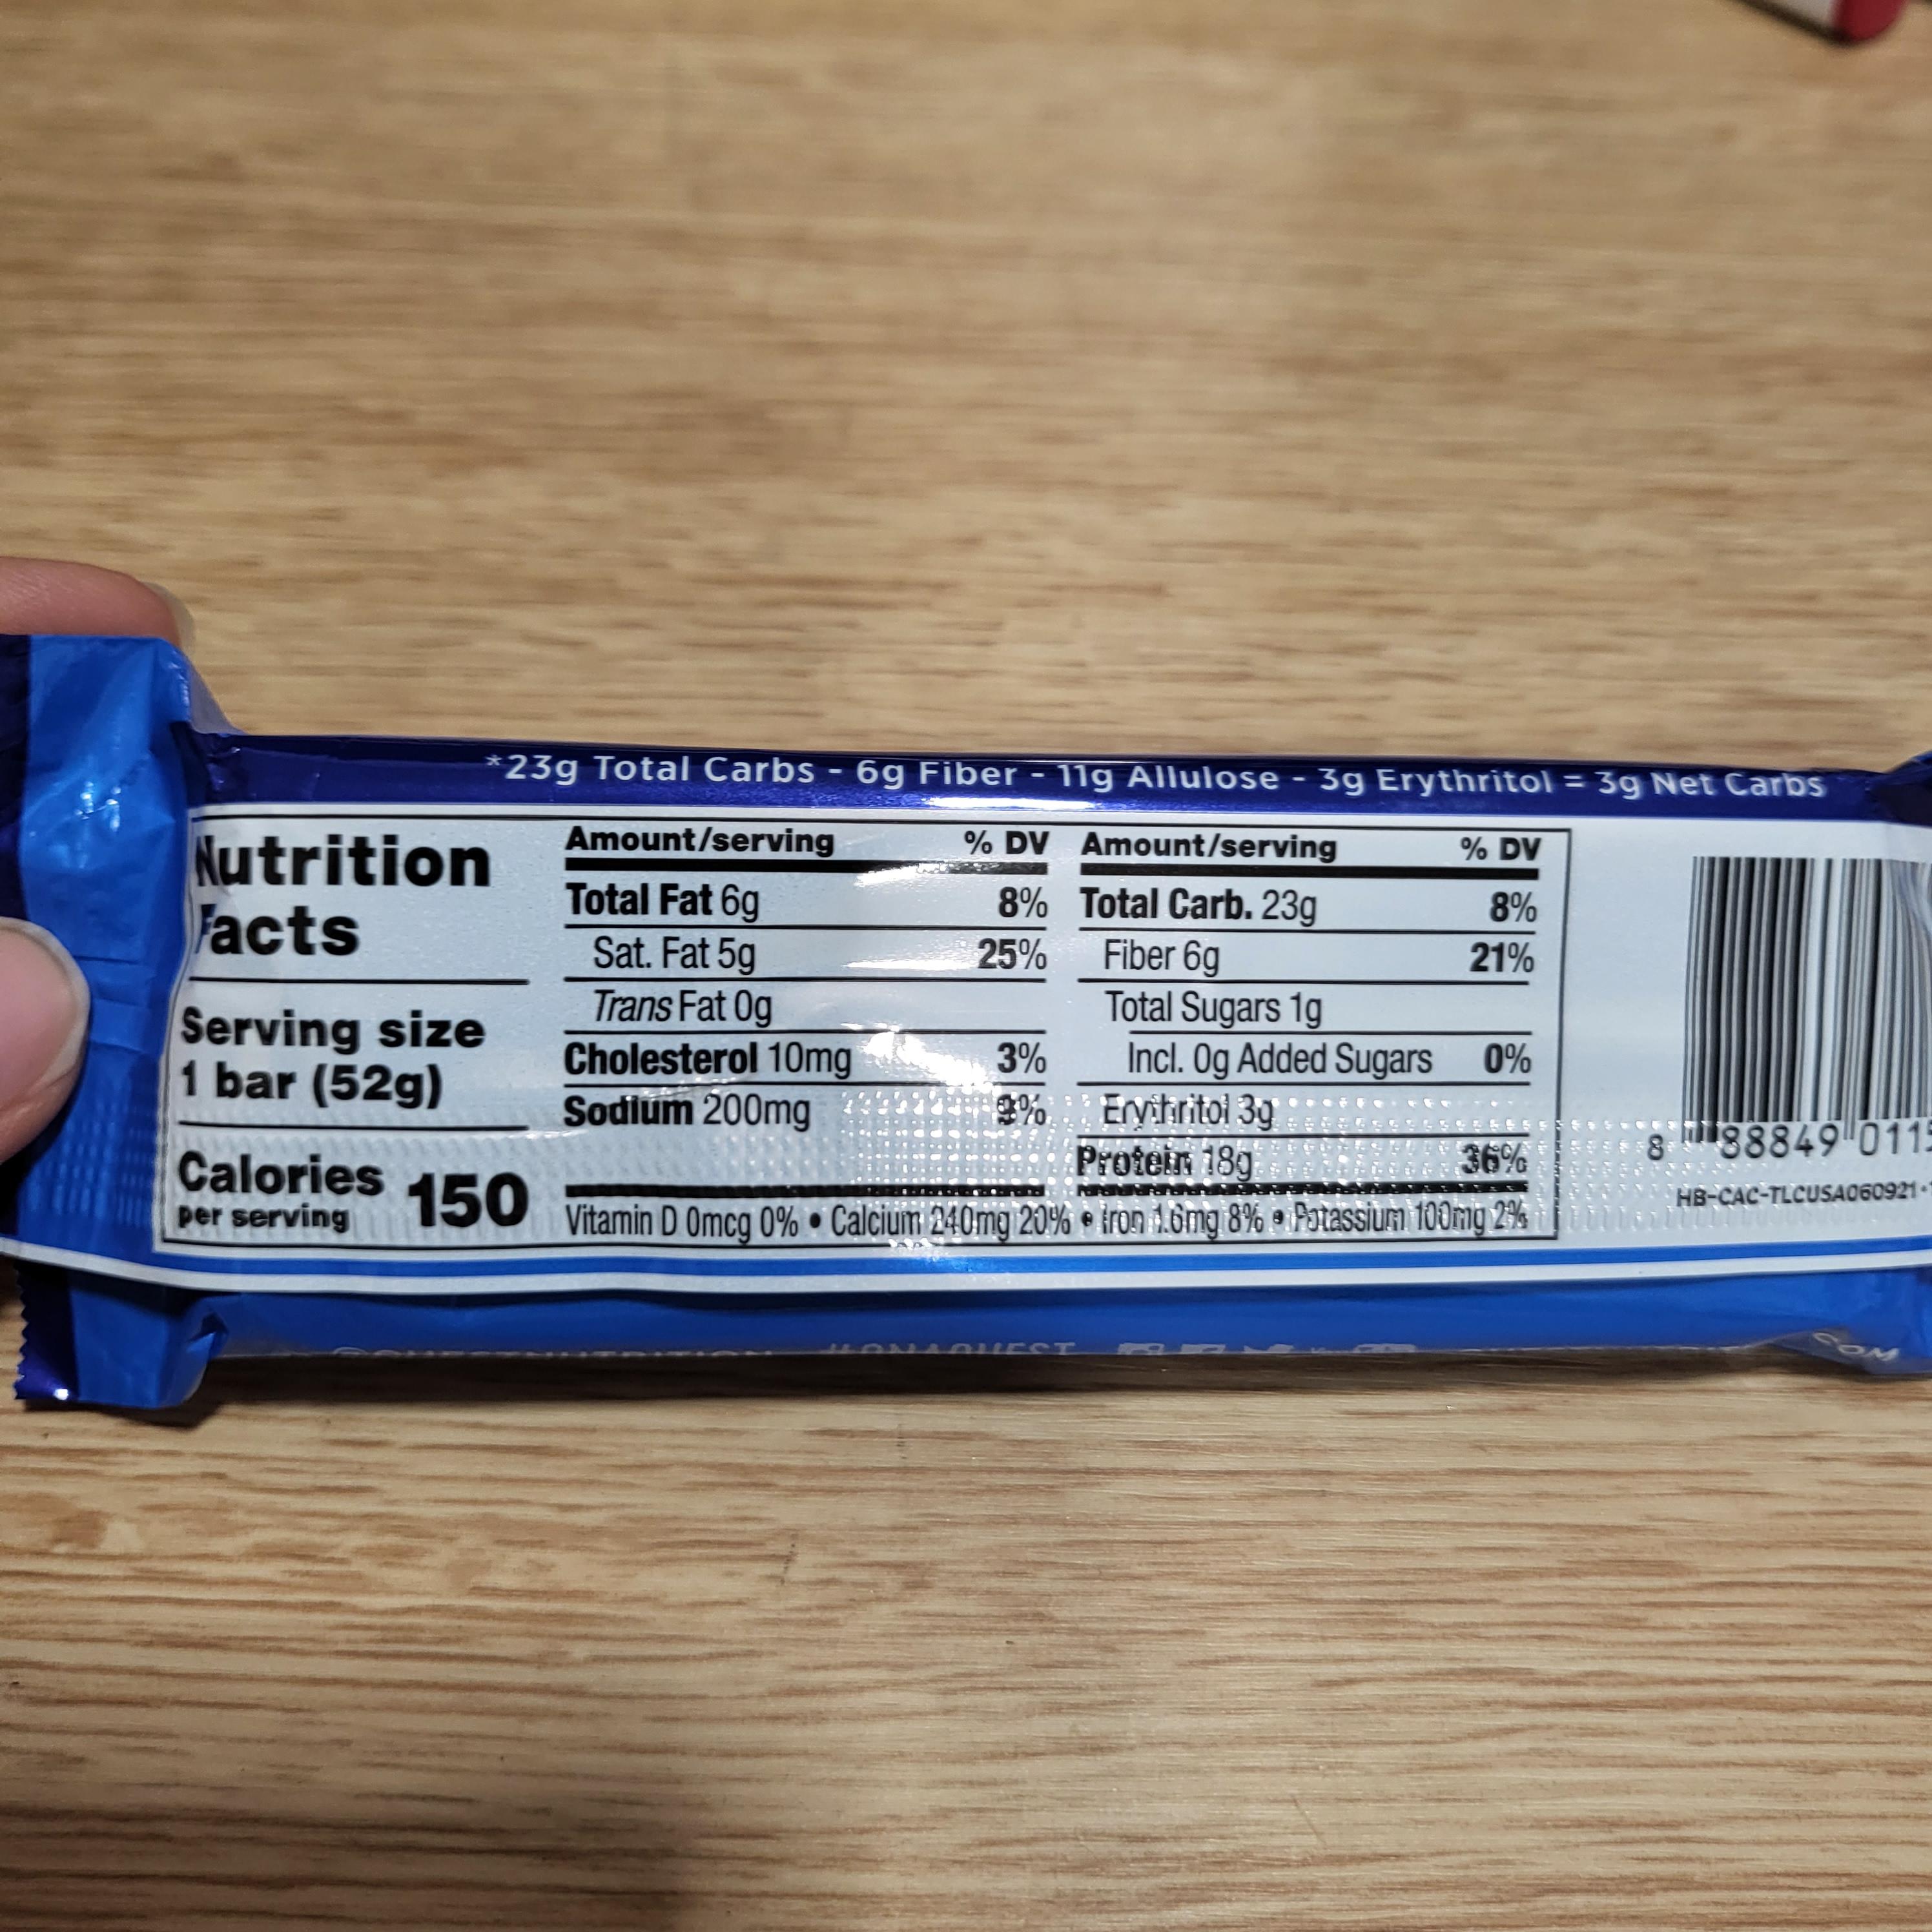 *23g Total Carbs - 6g Fiber - 11g Allulose - 3g Erythritol = 3g Net Carbs
Nutrition
Facts
Serving size
1 bar (52g)
Calories
per serving
150
Amount/serving % DV
Total Fat 6g 8%
Sat. Fat 5g 25%
Trans Fat 0g
Cholesterol 10mg 3%
Sodium 200mg 9%
Amount/serving % DV
Total Carb. 23g 8%
Fiber 6g 21%
Total Sugars 1g
Incl. 0g Added Sugars 0%
Erythritol 3g
Protein 18g 36%
Vitamin D 0mcg 0% • Calcium 240mg 20% • Iron 1.6mg 8% • Potassium 100mg 2%
8 88849 011
HB-CAC-TLCUSA060921
#ONAQUEST